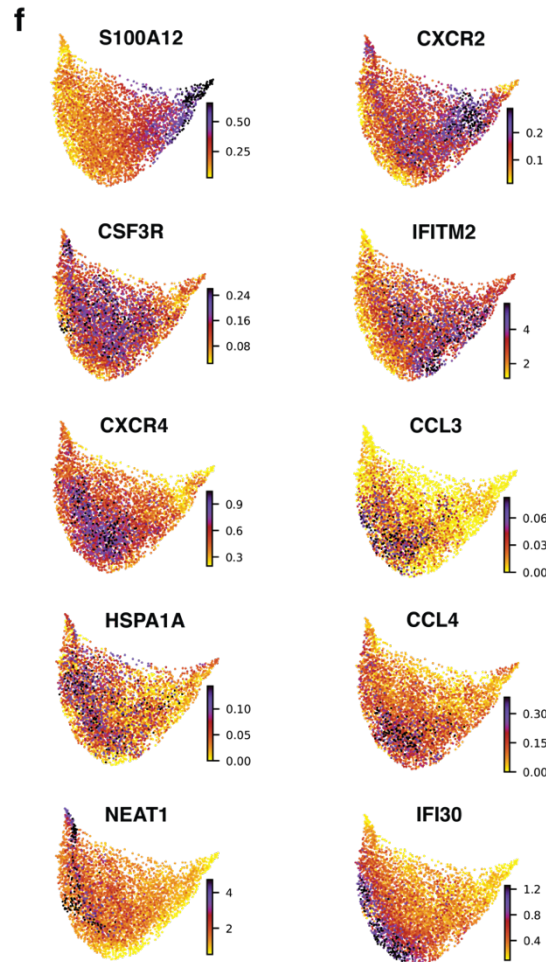 f
S100A12
0.50
0.25
CXCR2
0.2
0.1
CSF3R
0.24
0.16
0.08
IFITM2
4
2
CXCR4
0.9
0.6
0.3
CCL3
0.06
0.03
0.00
HSPA1A
0.10
0.05
0.00
CCL4
0.30
0.15
0.00
NEAT1
4
2
IFI30
1.2
0.8
0.4